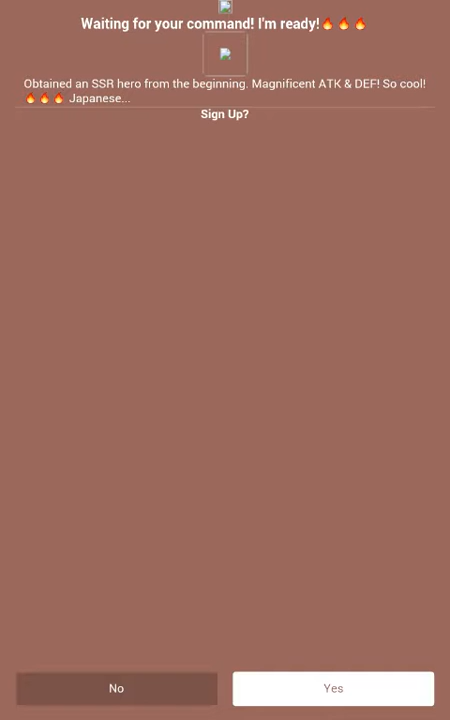 Waiting for your command! I'm ready!🔥🔥🔥
Obtained an SSR hero from the beginning. Magnificent ATK & DEF! So cool!
🔥🔥🔥 Japanese...
Sign Up?
No
Yes